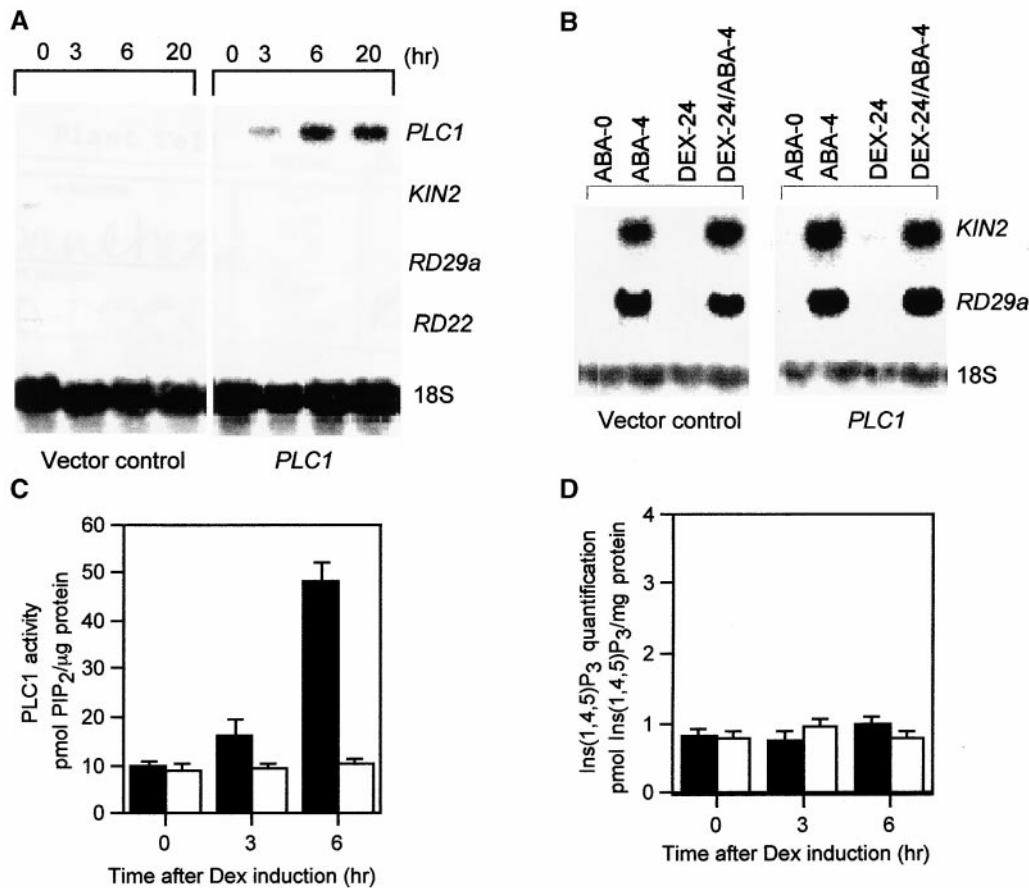 A
0 3 6 20
0 3 6 20 (hr)
PLC1
KIN2
RD29a
RD22
18S
Vector control
PLC1
B
ABA-0
ABA-4
DEX-24
DEX-24/ABA-4
ABA-0
ABA-4
DEX-24
DEX-24/ABA-4
KIN2
RD29a
18S
Vector control
PLC1
C
PLC1 activity
pmol PIP₂/μg protein
60
50
40
30
20
10
0
0 3 6
Time after Dex induction (hr)
D
Ins(1,4,5)P₃ quantification
pmol Ins(1,4,5)P₃/mg protein
4
3
2
1
0
0 3 6
Time after Dex induction (hr)